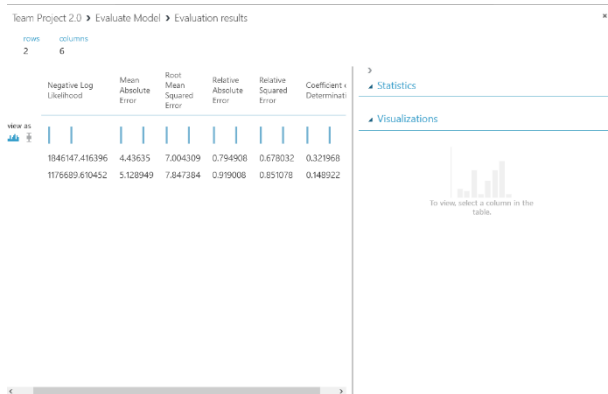 Team Project 2.0 > Evaluate Model > Evaluation results
rows columns
2 6
Negative Log Likelihood
Mean Absolute Error
Root Mean Squared Error
Relative Absolute Error
Relative Squared Error
Coefficient
Determinati
view as
1846147.416396 4.43635 7.004309 0.794908 0.678032 0.321968
1176689.610452 5.128949 7.847384 0.919008 0.851078 0.148922
Statistics
Visualizations
To view, select a column in the
table.